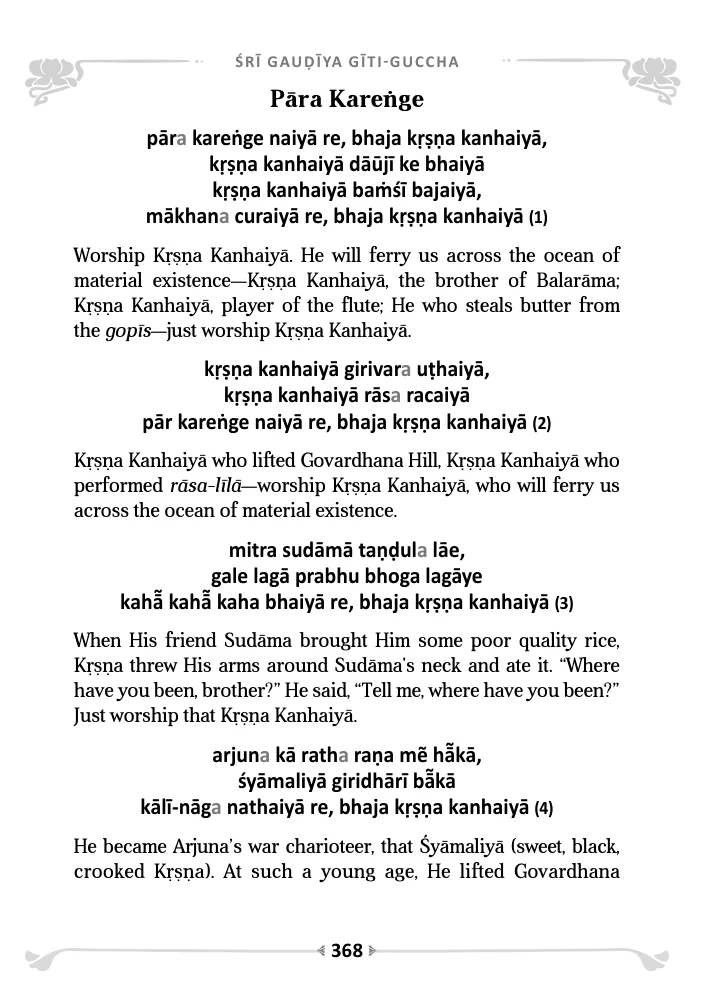 ŚRĪ GAUḌĪYA GĪTI-GUCCHA
Pāra Kareṅge
pāra kareṅge naiyā re, bhaja kṛṣṇa kanhaiyā,
kṛṣṇa kanhaiyā dāūjī ke bhaiyā
kṛṣṇa kanhaiyā baṁśī bajaiyā,
mākhana curaiyā re, bhaja kṛṣṇa kanhaiyā (1)
Worship Kṛṣṇa Kanhaiyā. He will ferry us across the ocean of
material existence—Kṛṣṇa Kanhaiyā, the brother of Balarāma;
Kṛṣṇa Kanhaiyā, player of the flute; He who steals butter from
the gopīs—just worship Kṛṣṇa Kanhaiyā.
kṛṣṇa kanhaiyā girivara uṭhaiyā,
kṛṣṇa kanhaiyā rāsa racaiyā
pār kareṅge naiyā re, bhaja kṛṣṇa kanhaiyā (2)
Kṛṣṇa Kanhaiyā who lifted Govardhana Hill, Kṛṣṇa Kanhaiyā who
performed rāsa-līlā—worship Kṛṣṇa Kanhaiyā, who will ferry us
across the ocean of material existence.
mitra sudāmā taṇḍula lāe,
gale lagā prabhu bhoga lagāye
kahā̃ kahā̃ kaha bhaiyā re, bhaja kṛṣṇa kanhaiyā (3)
When His friend Sudāma brought Him some poor quality rice,
Kṛṣṇa threw His arms around Sudāma's neck and ate it. “Where
have you been, brother?” He said, “Tell me, where have you been?”
Just worship that Kṛṣṇa Kanhaiyā.
arjuna kā ratha raṇa mẽ hā̃kā,
śyāmaliyā giridhārī bā̃kā
kālī-nāga nathaiyā re, bhaja kṛṣṇa kanhaiyā (4)
He became Arjuna’s war charioteer, that Śyāmaliyā (sweet, black,
crooked Kṛṣṇa). At such a young age, He lifted Govardhana
368